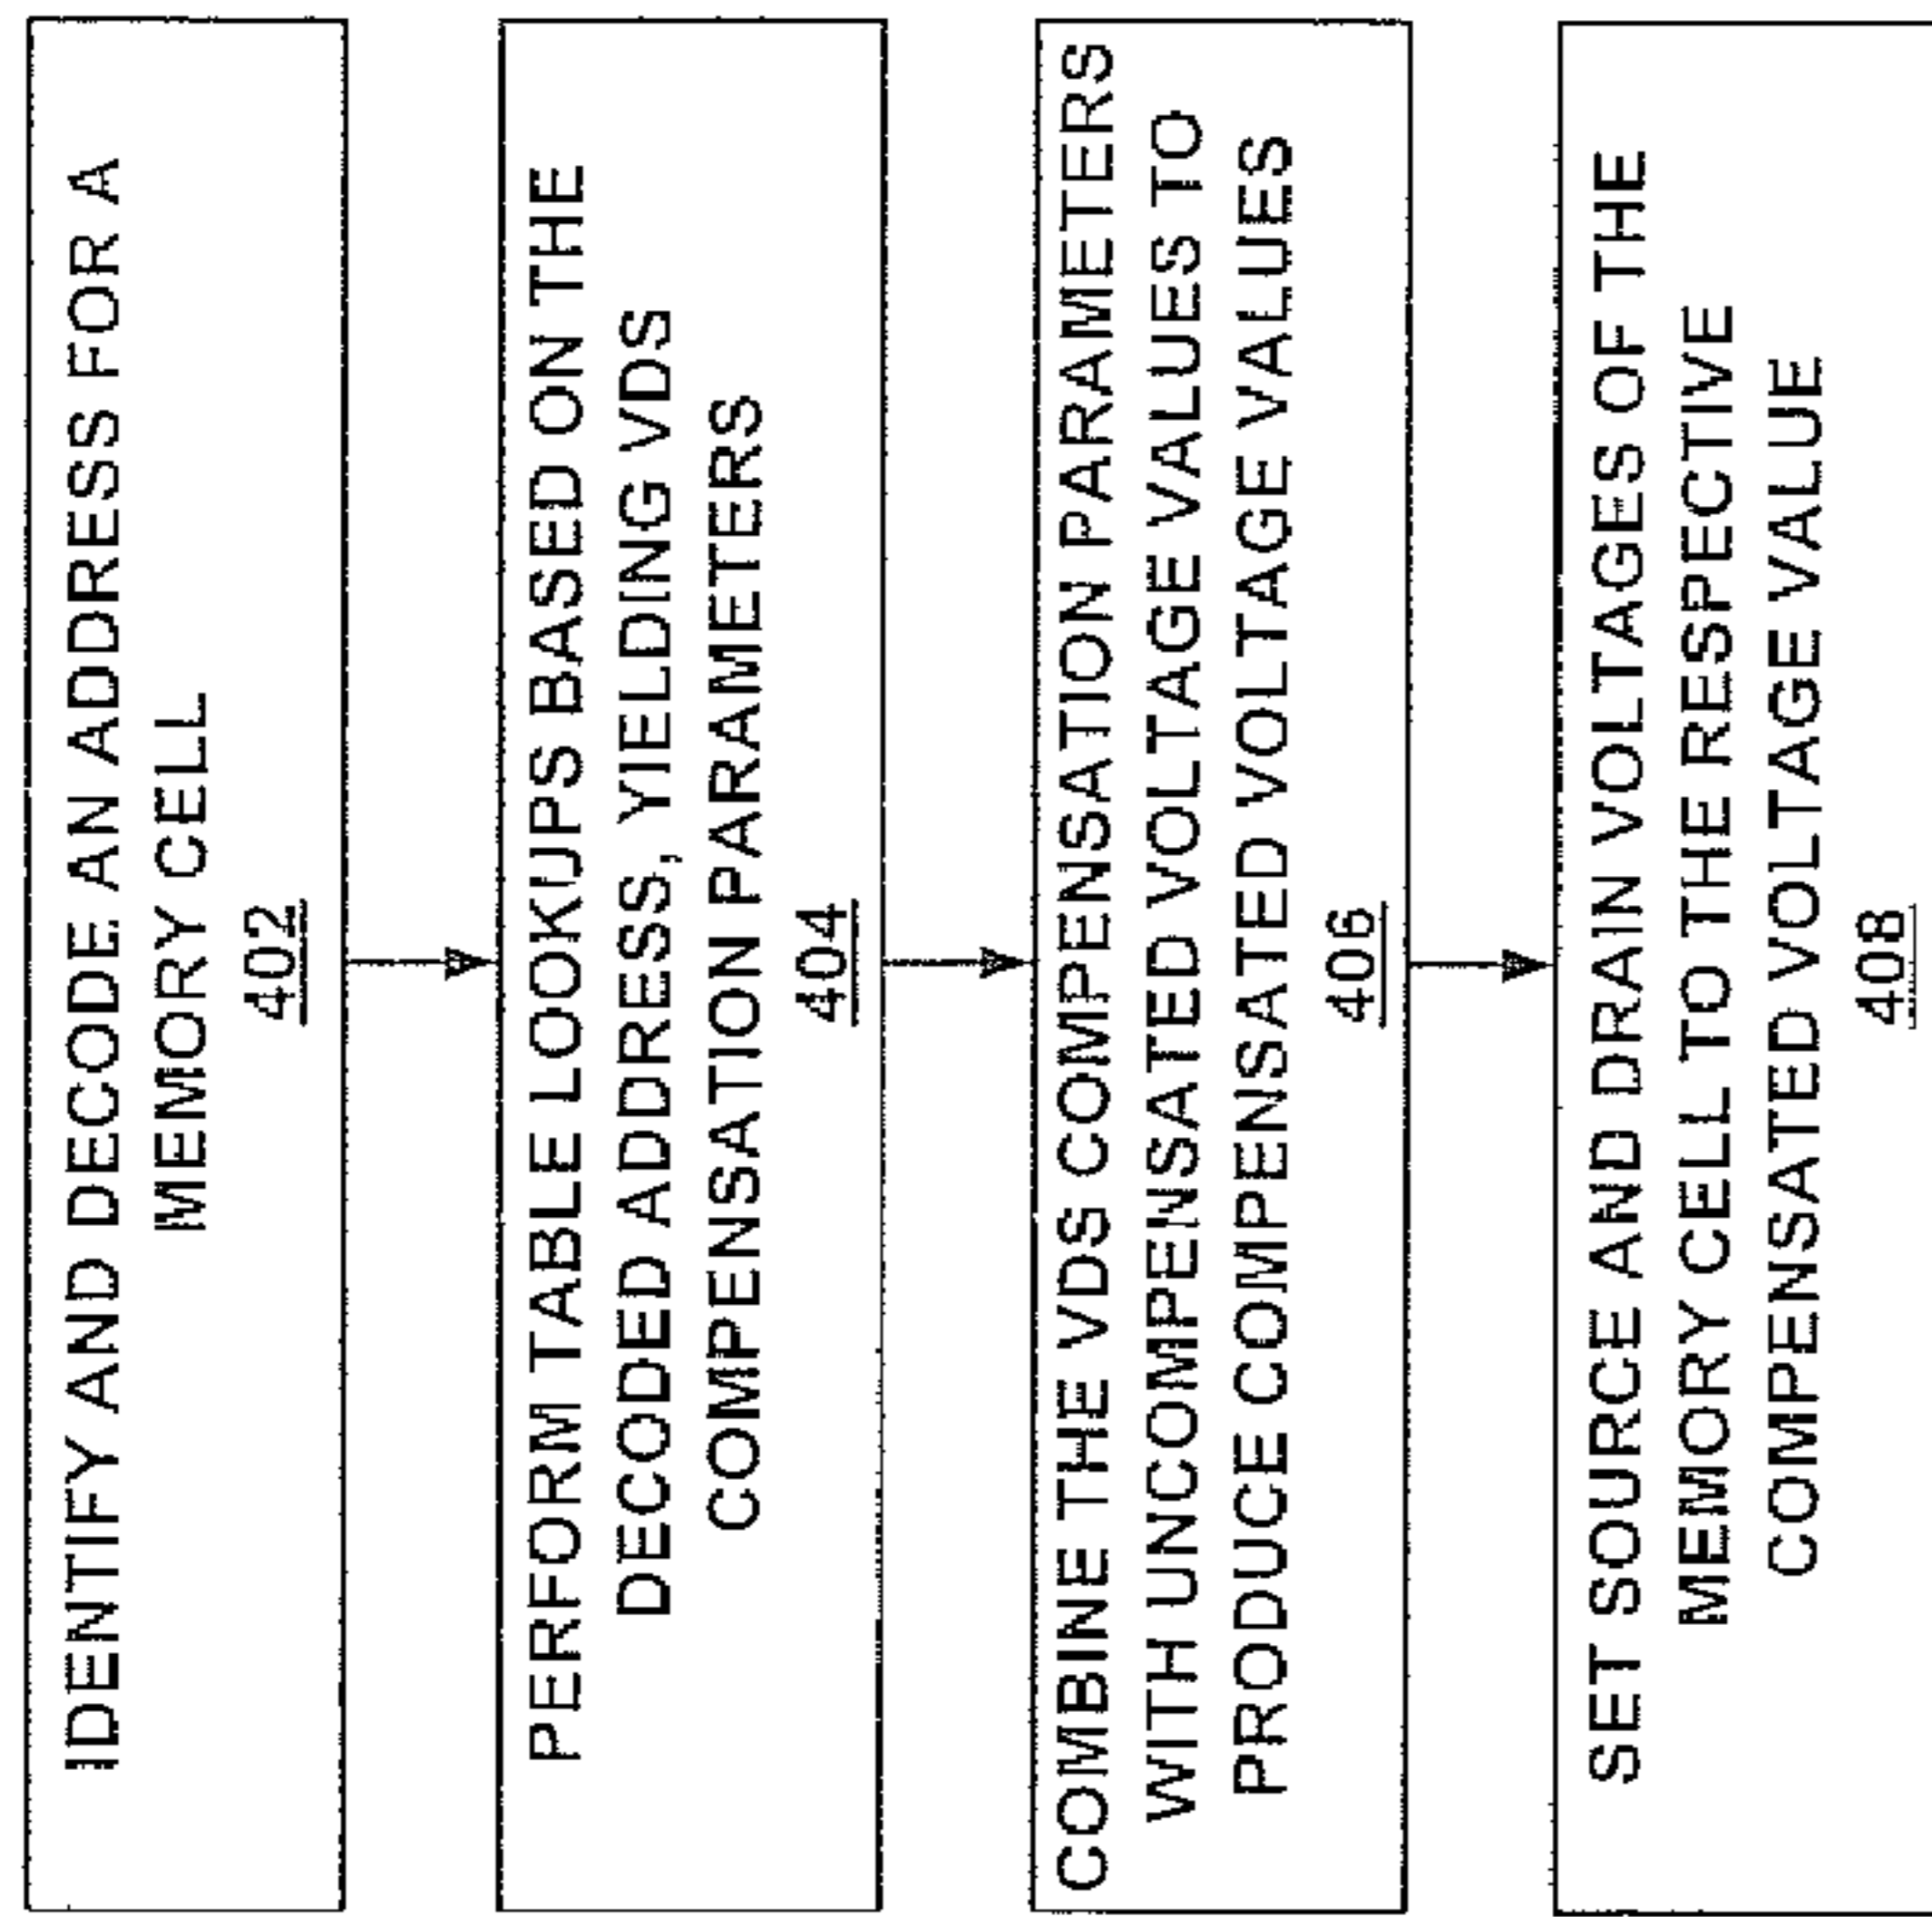 IDENTIFY AND DECODE AN ADDRESS FOR A
MEMORY CELL
402
PERFORM TABLE LOOKUPS BASED ON THE
DECODED ADDRESS, YIELDING VDS
COMPENSATION PARAMETERS
404
COMBINE THE VDS COMPENSATION PARAMETERS
WITH UNCOMPENSATED VOLTAGE VALUES TO
PRODUCE COMPENSATED VOLTAGE VALUES
406
SET SOURCE AND DRAIN VOLTAGES OF THE
MEMORY CELL TO THE RESPECTIVE
COMPENSATED VOLTAGE VALUE
408